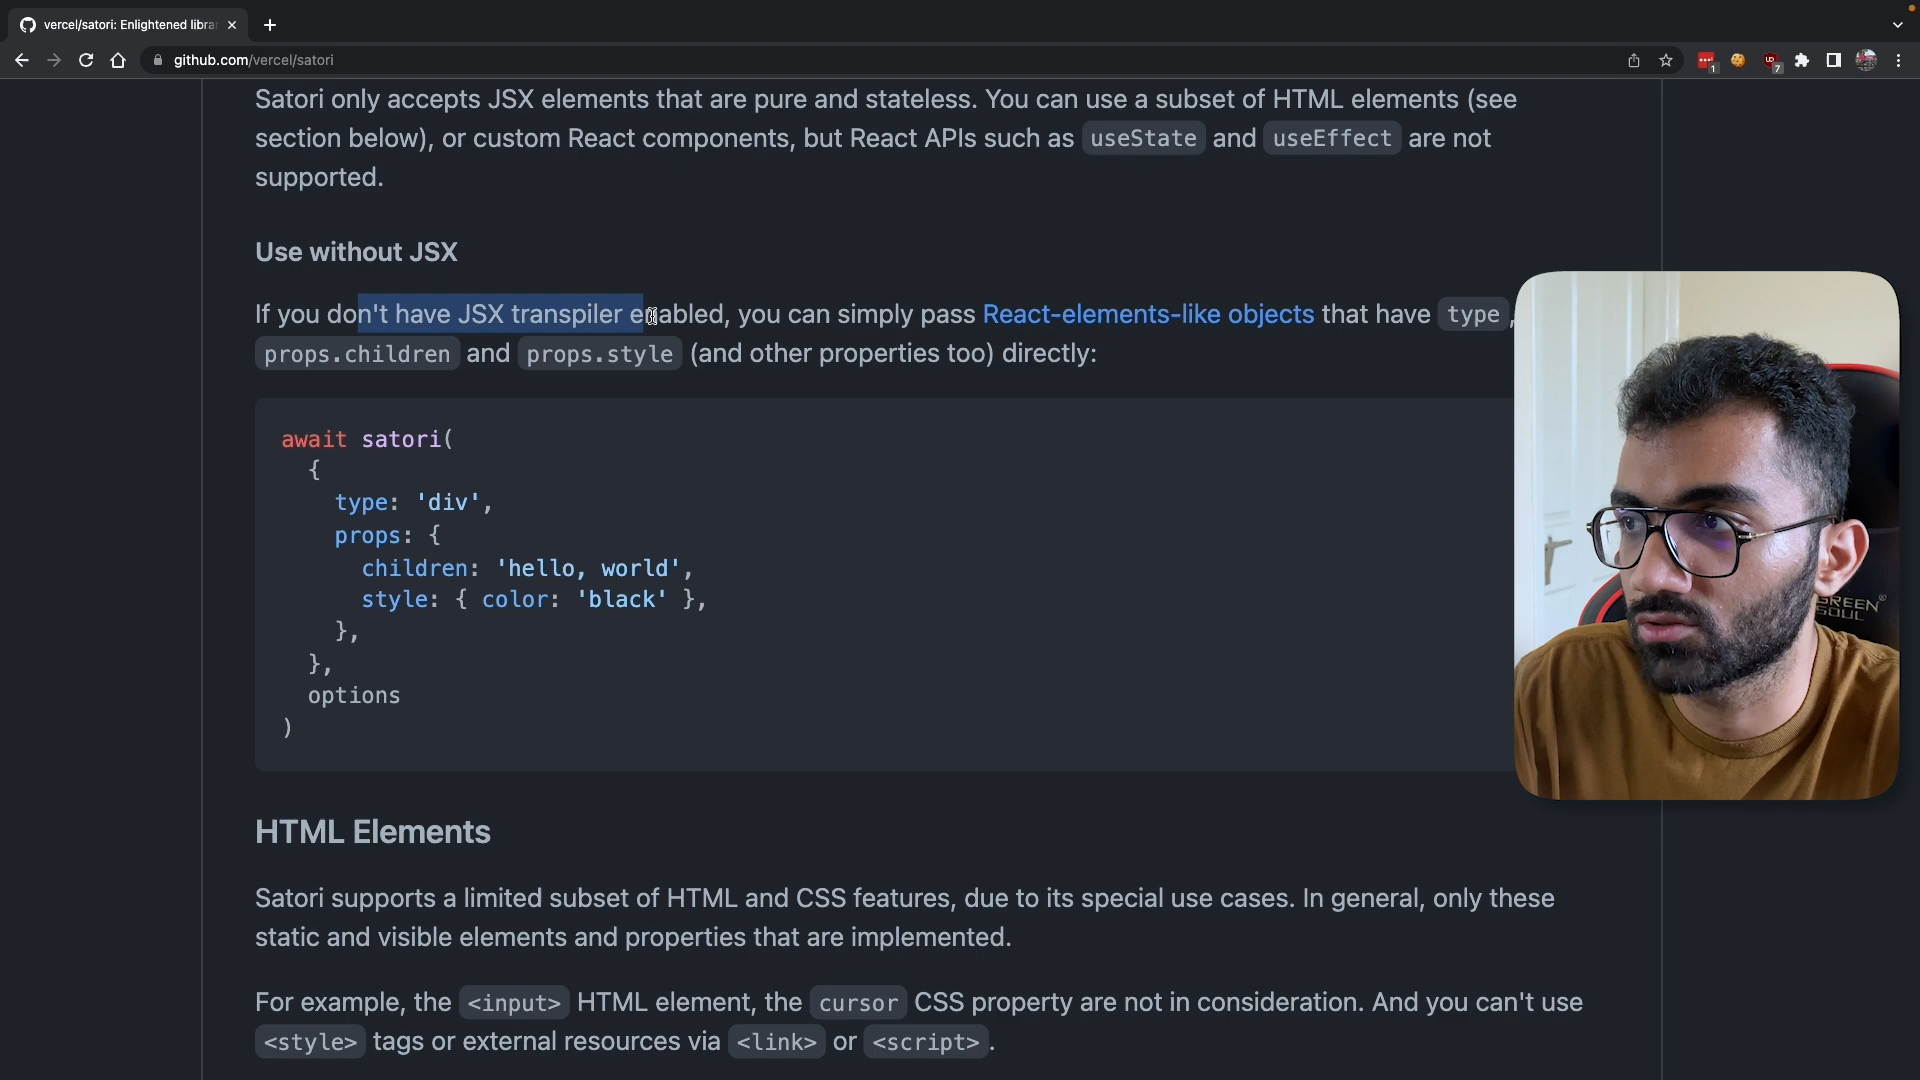 vercel/satori: Enlightened libra
github.com/vercel/satori
1
UD
7
Satori only accepts JSX elements that are pure and stateless. You can use a subset of HTML elements (see
section below), or custom React components, but React APIs such as useState and useEffect are not
supported.
Use without JSX
If you don't have JSX transpiler enabled, you can simply pass React-elements-like objects that have type,
props.children and props.style (and other properties too) directly:
await satori(
{
type: 'div',
props: {
children: 'hello, world',
style: { color: 'black' },
},
},
options
)
GREEN
SOUL
HTML Elements
Satori supports a limited subset of HTML and CSS features, due to its special use cases. In general, only these
static and visible elements and properties that are implemented.
For example, the <input> HTML element, the cursor CSS property are not in consideration. And you can't use
<style> tags or external resources via <link> or <script>.